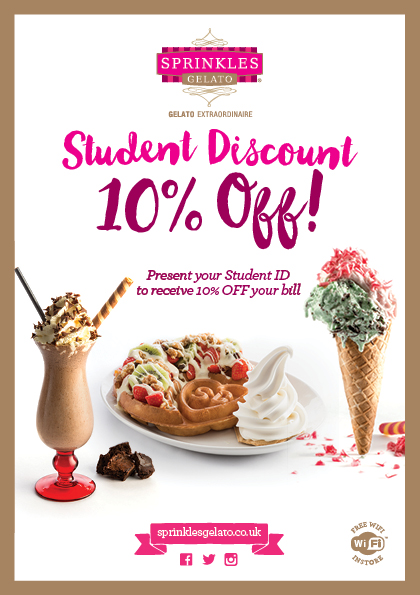 SPRINKLES
GELATO
GELATO EXTRAORDINAIRE
Student Discount
10% Off!
Present your Student ID
to receive 10% OFF your bill
sprinklesgelato.co.uk
FREE WIFI
WiFi
INSTORE